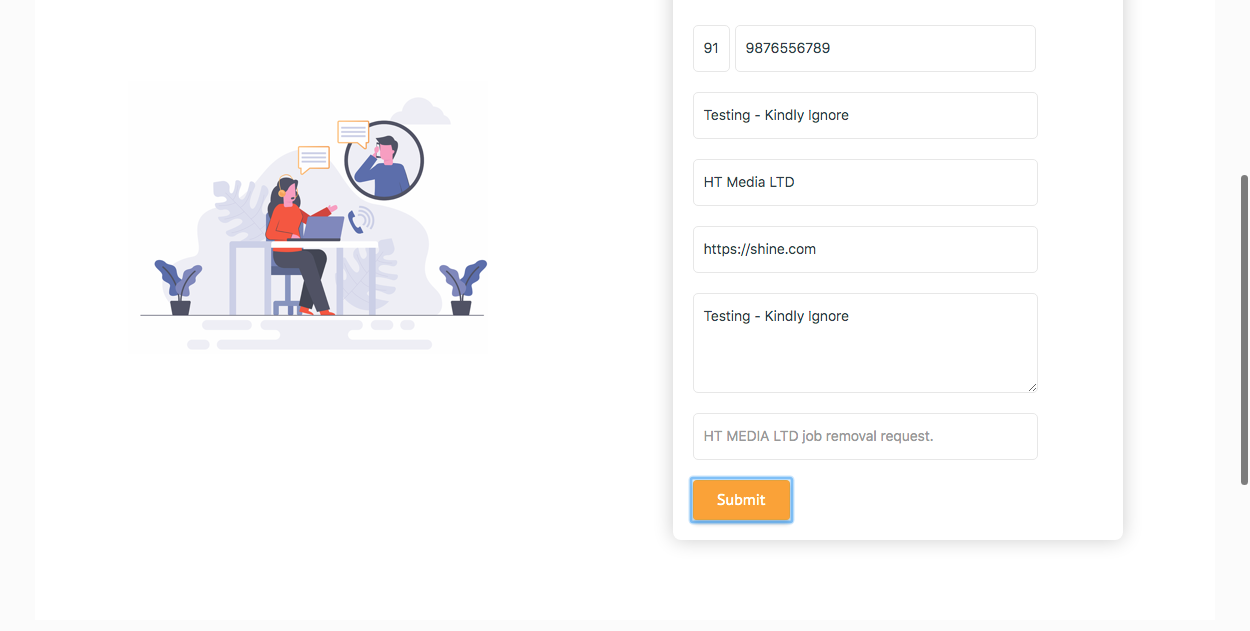 91 9876556789
Testing - Kindly Ignore
HT Media LTD
https://shine.com
Testing - Kindly Ignore
HT MEDIA LTD job removal request.
Submit